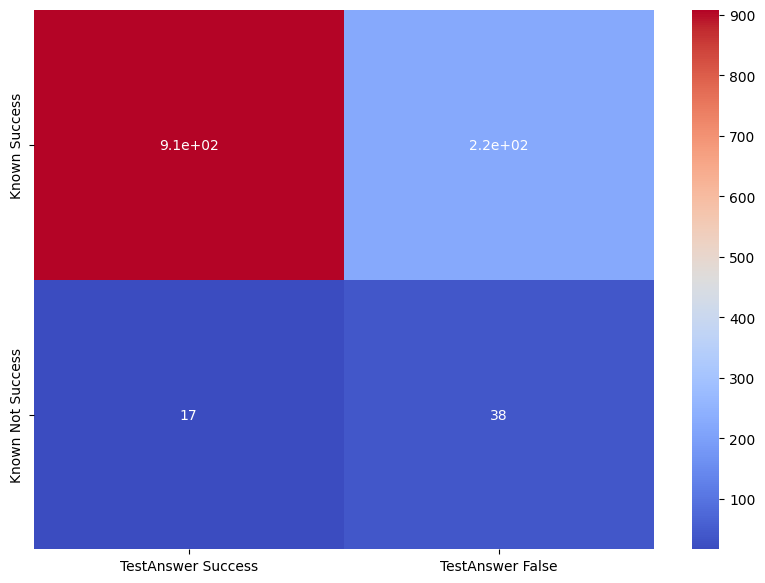 Known Success
9.1e+02
2.2e+02
Known Not Success
17
38
TestAnswer Success
TestAnswer False
900
800
700
600
500
400
300
200
100